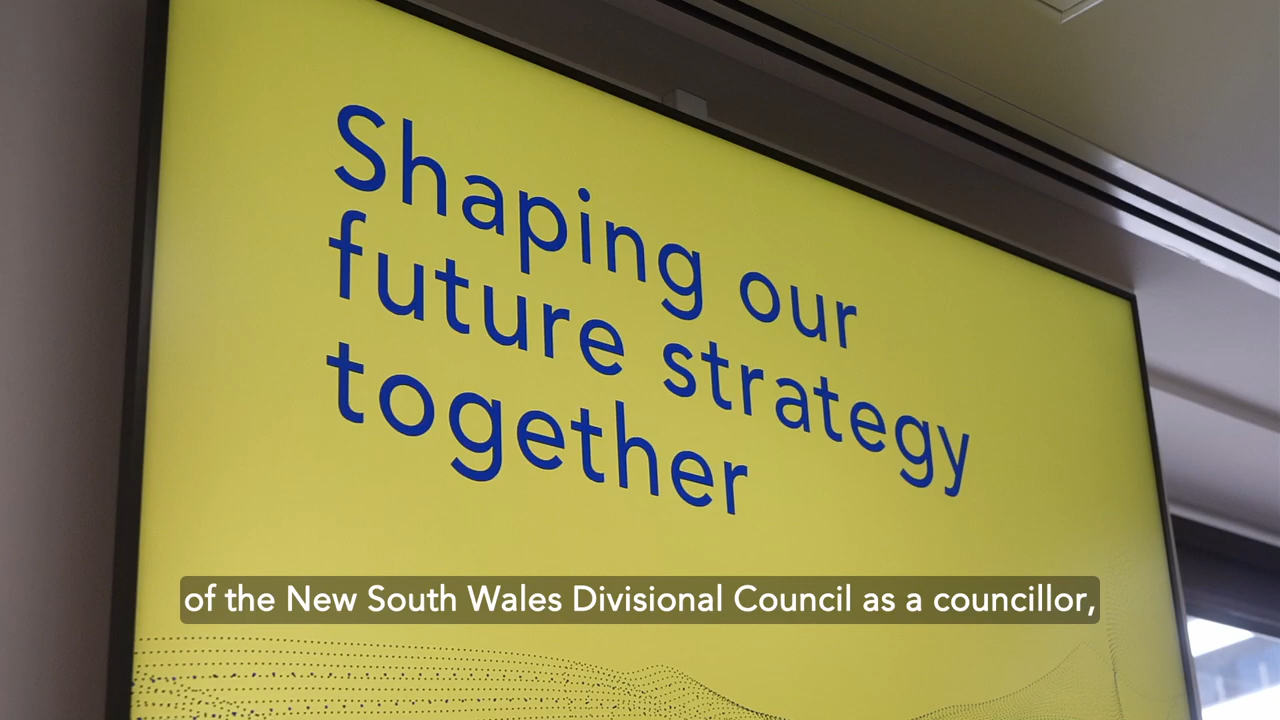 Shaping our
future strategy
together
of the New South Wales Divisional Council as a councillor,